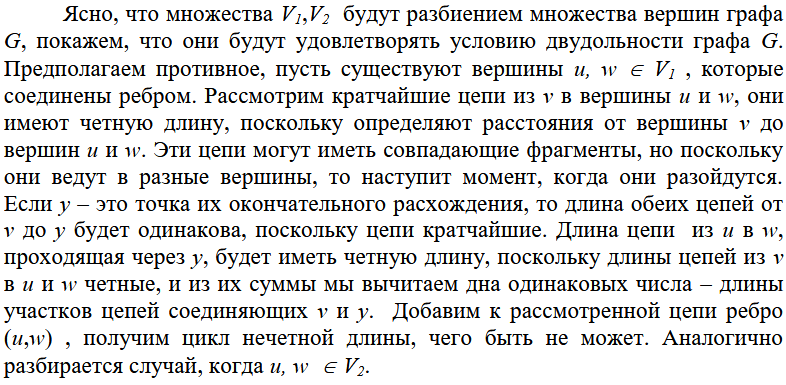 Ясно, что множества V1,V2 будут разбиением множества вершин графа
G, покажем, что они будут удовлетворять условию двудольности графа G.
Предполагаем противное, пусть существуют вершины u, w ∈ V1 , которые
соединены ребром. Рассмотрим кратчайшие цепи из v в вершины u и w, они
имеют четную длину, поскольку определяют расстояния от вершины v до
вершин u и w. Эти цепи могут иметь совпадающие фрагменты, но поскольку
они ведут в разные вершины, то наступит момент, когда они разойдутся.
Если y – это точка их окончательного расхождения, то длина обеих цепей от
v до y будет одинакова, поскольку цепи кратчайшие. Длина цепи из u в w,
проходящая через y, будет иметь четную длину, поскольку длины цепей из v
в u и w четные, и из их суммы мы вычитаем дна одинаковых числа – длины
участков цепей соединяющих v и y. Добавим к рассмотренной цепи ребро
(u,w) , получим цикл нечетной длины, чего быть не может. Аналогично
разбирается случай, когда u, w ∈ V2.